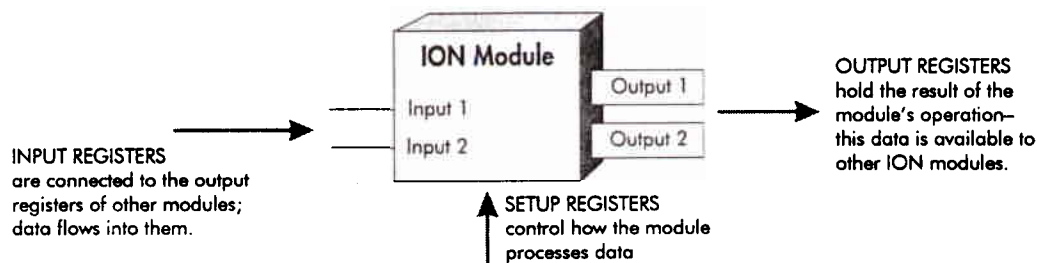 ION Module
Input 1
Input 2
Output 1
Output 2
INPUT REGISTERS
are connected to the output
registers of other modules;
data flows into them.
SETUP REGISTERS
control how the module
processes data
OUTPUT REGISTERS
hold the result of the
module's operation–
this data is available to
other ION modules.